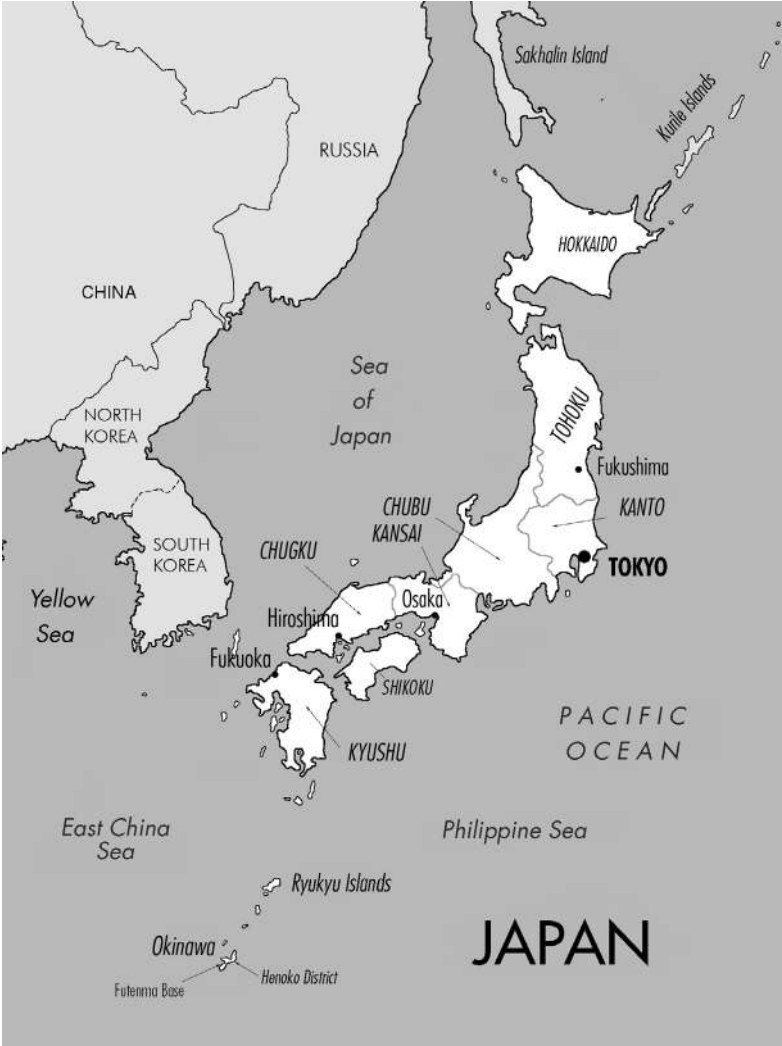 Sakhalin Island
Kurile Islands
RUSSIA
HOKKAIDO
CHINA
Sea
of
Japan
NORTH
KOREA
TOHOKU
Fukushima
CHUBU
KANTO
KANSAI
SOUTH
KOREA
CHUGKU
TOKYO
Yellow
Sea
Osaka
Hiroshima
Fukuoka
SHIKOKU
PACIFIC
OCEAN
KYUSHU
East China
Sea
Philippine Sea
Ryukyu Islands
JAPAN
Okinawa
Henoko District
Futenma Base